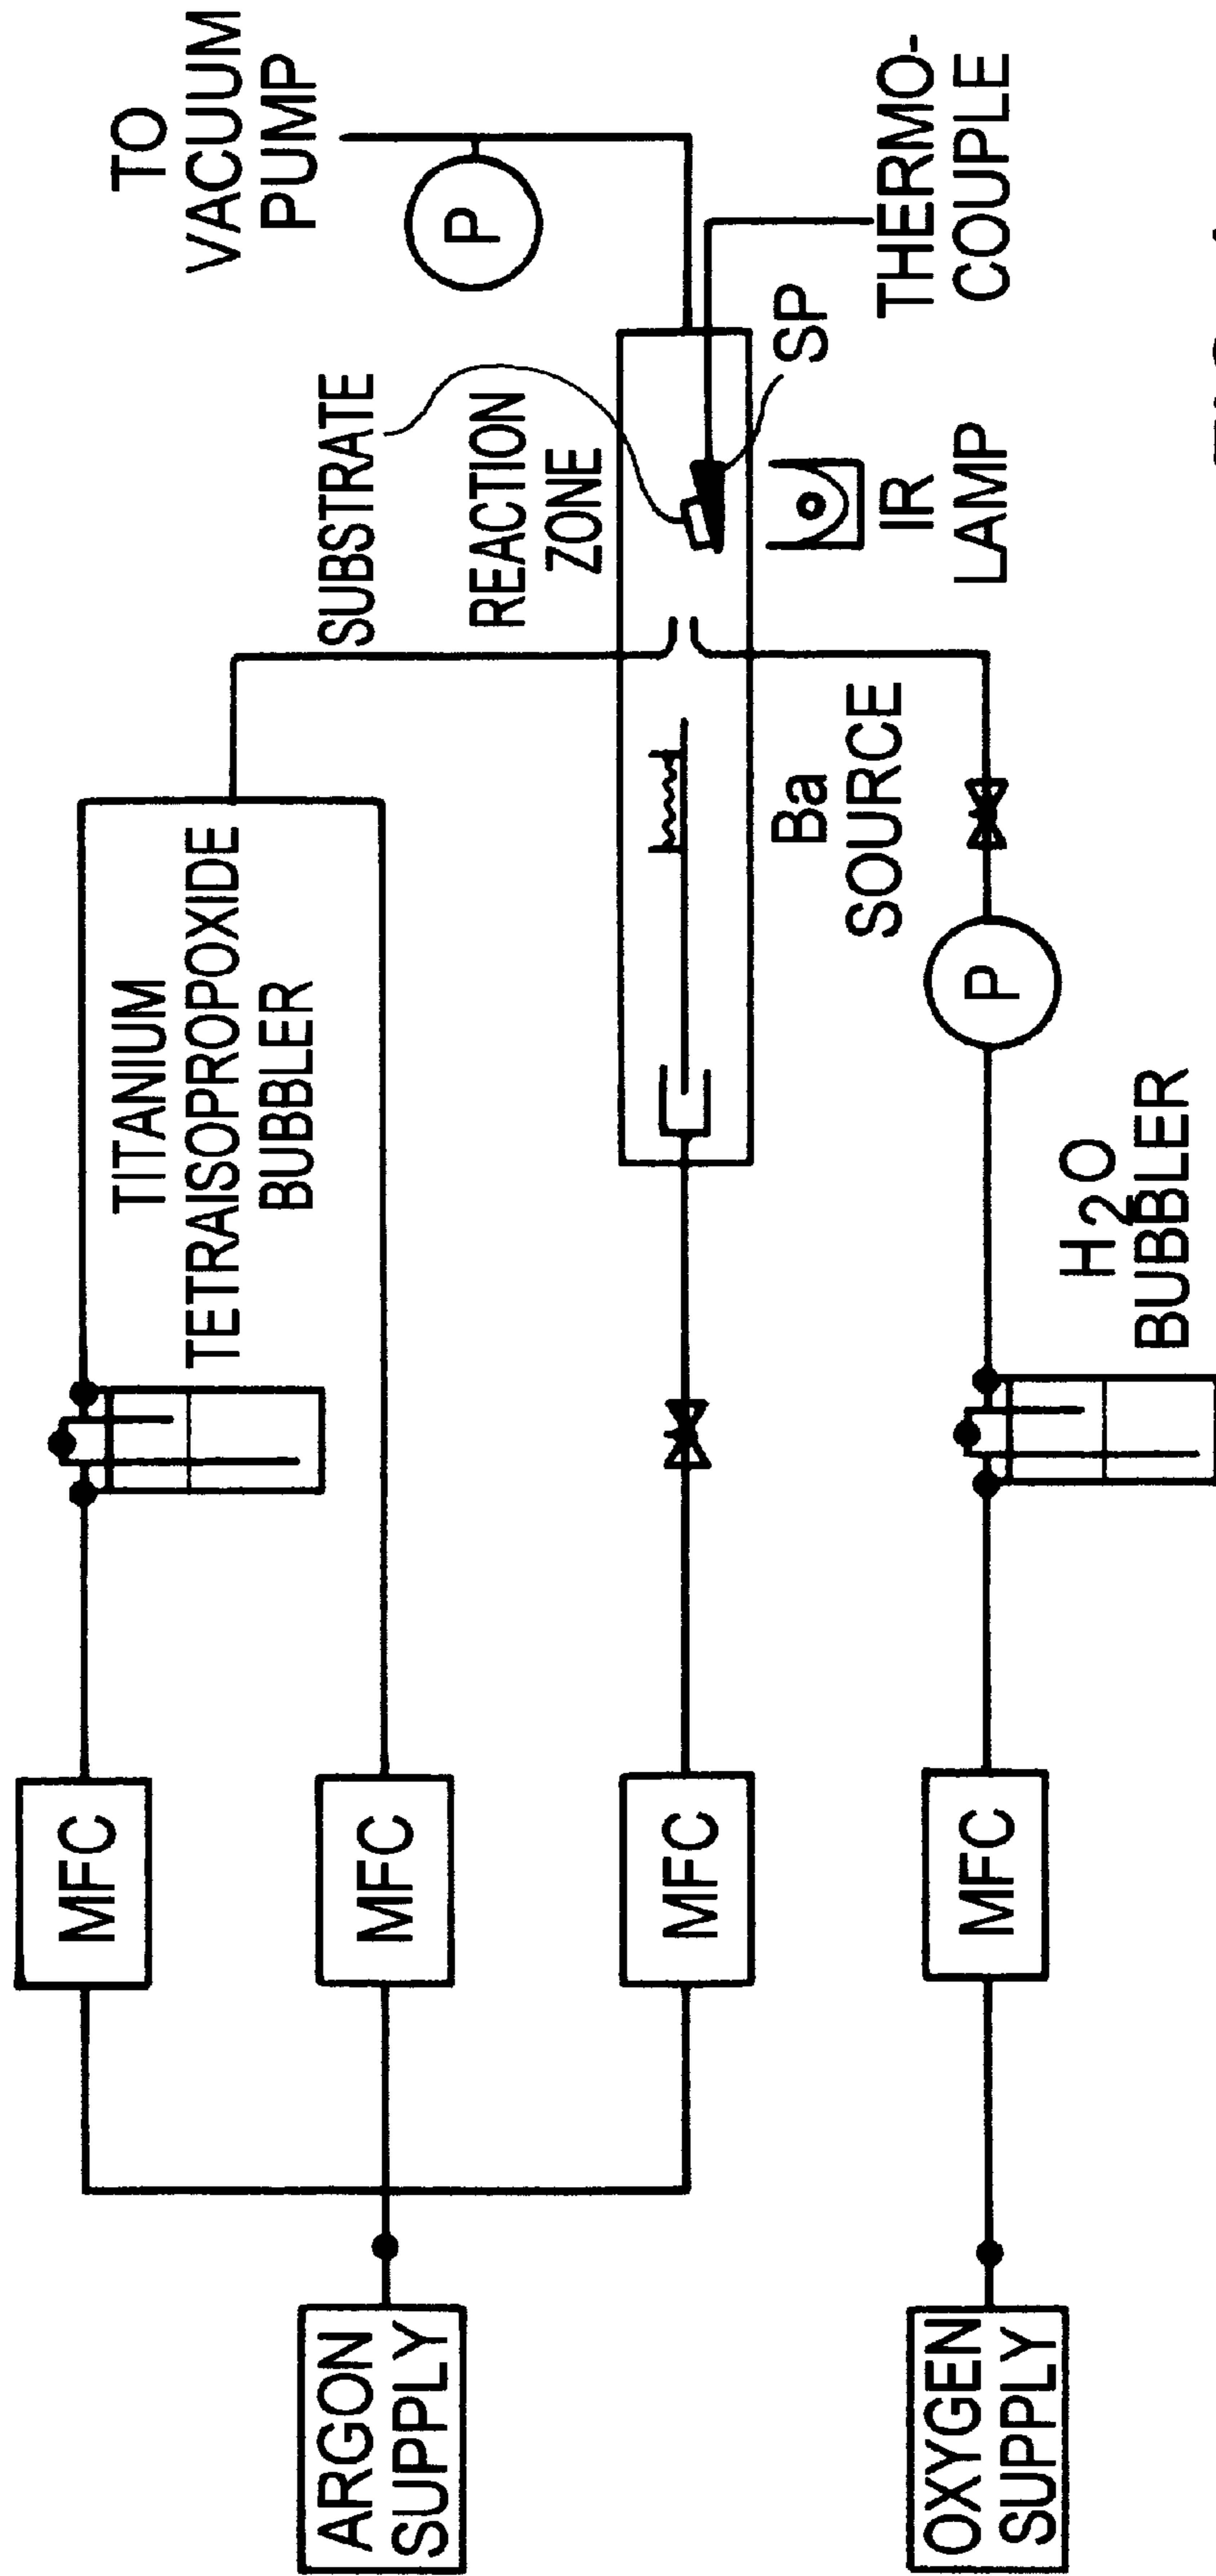 TO
VACUUM
PUMP
P
THERMO-
COUPLE
SP
SUBSTRATE
REACTION
ZONE
IR
LAMP
Ba
SOURCE
TITANIUM
TETRAISOPROPOXIDE
BUBBLER
P
H2O
BUBBLER
MFC
MFC
MFC
MFC
ARGON
SUPPLY
OXYGEN
SUPPLY